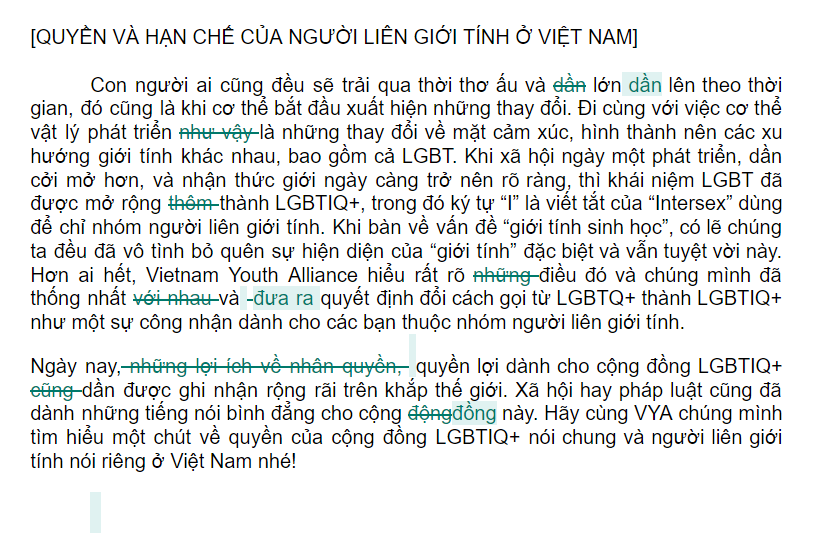 [QUYỀN VÀ HẠN CHẾ CỦA NGƯỜI LIÊN GIỚI TÍNH Ở VIỆT NAM]
Con người ai cũng đều sẽ trải qua thời thơ ấu và dần lớn dần lên theo thời
gian, đó cũng là khi cơ thể bắt đầu xuất hiện những thay đổi. Đi cùng với việc cơ thể
vật lý phát triển như vậy là những thay đổi về mặt cảm xúc, hình thành nên các xu
hướng giới tính khác nhau, bao gồm cả LGBT. Khi xã hội ngày một phát triển, dần
cởi mở hơn, và nhận thức giới ngày càng trở nên rõ ràng, thì khái niệm LGBT đã
được mở rộng thêm thành LGBTIQ+, trong đó ký tự “I” là viết tắt của “Intersex” dùng
để chỉ nhóm người liên giới tính. Khi bàn về vấn đề “giới tính sinh học”, có lẽ chúng
ta đều đã vô tình bỏ quên sự hiện diện của “giới tính” đặc biệt và vẫn tuyệt vời này.
Hơn ai hết, Vietnam Youth Alliance hiểu rất rõ những điều đó và chúng mình đã
thống nhất với nhau và đưa ra quyết định đổi cách gọi từ LGBTQ+ thành LGBTIQ+
như một sự công nhận dành cho các bạn thuộc nhóm người liên giới tính.
Ngày nay, những lợi ích về nhân quyền, quyền lợi dành cho cộng đồng LGBTIQ+
cũng dần được ghi nhận rộng rãi trên khắp thế giới. Xã hội hay pháp luật cũng đã
dành những tiếng nói bình đẳng cho cộng độngđồng này. Hãy cùng VYA chúng mình
tìm hiểu một chút về quyền của cộng đồng LGBTIQ+ nói chung và người liên giới
tính nói riêng ở Việt Nam nhé!